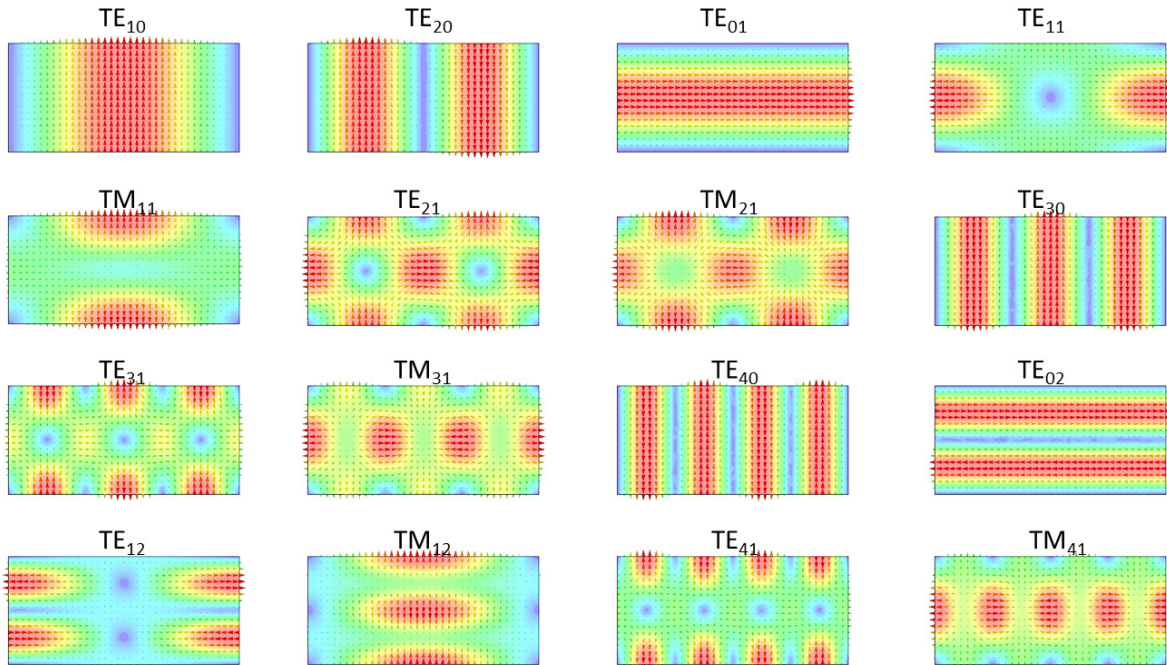 TE₁₀ TE₂₀ TE₀₁ TE₁₁
TM₁₁ TE₂₁ TM₂₁ TE₃₀
TE₃₁ TM₃₁ TE₄₀ TE₀₂
TE₁₂ TM₁₂ TE₄₁ TM₄₁